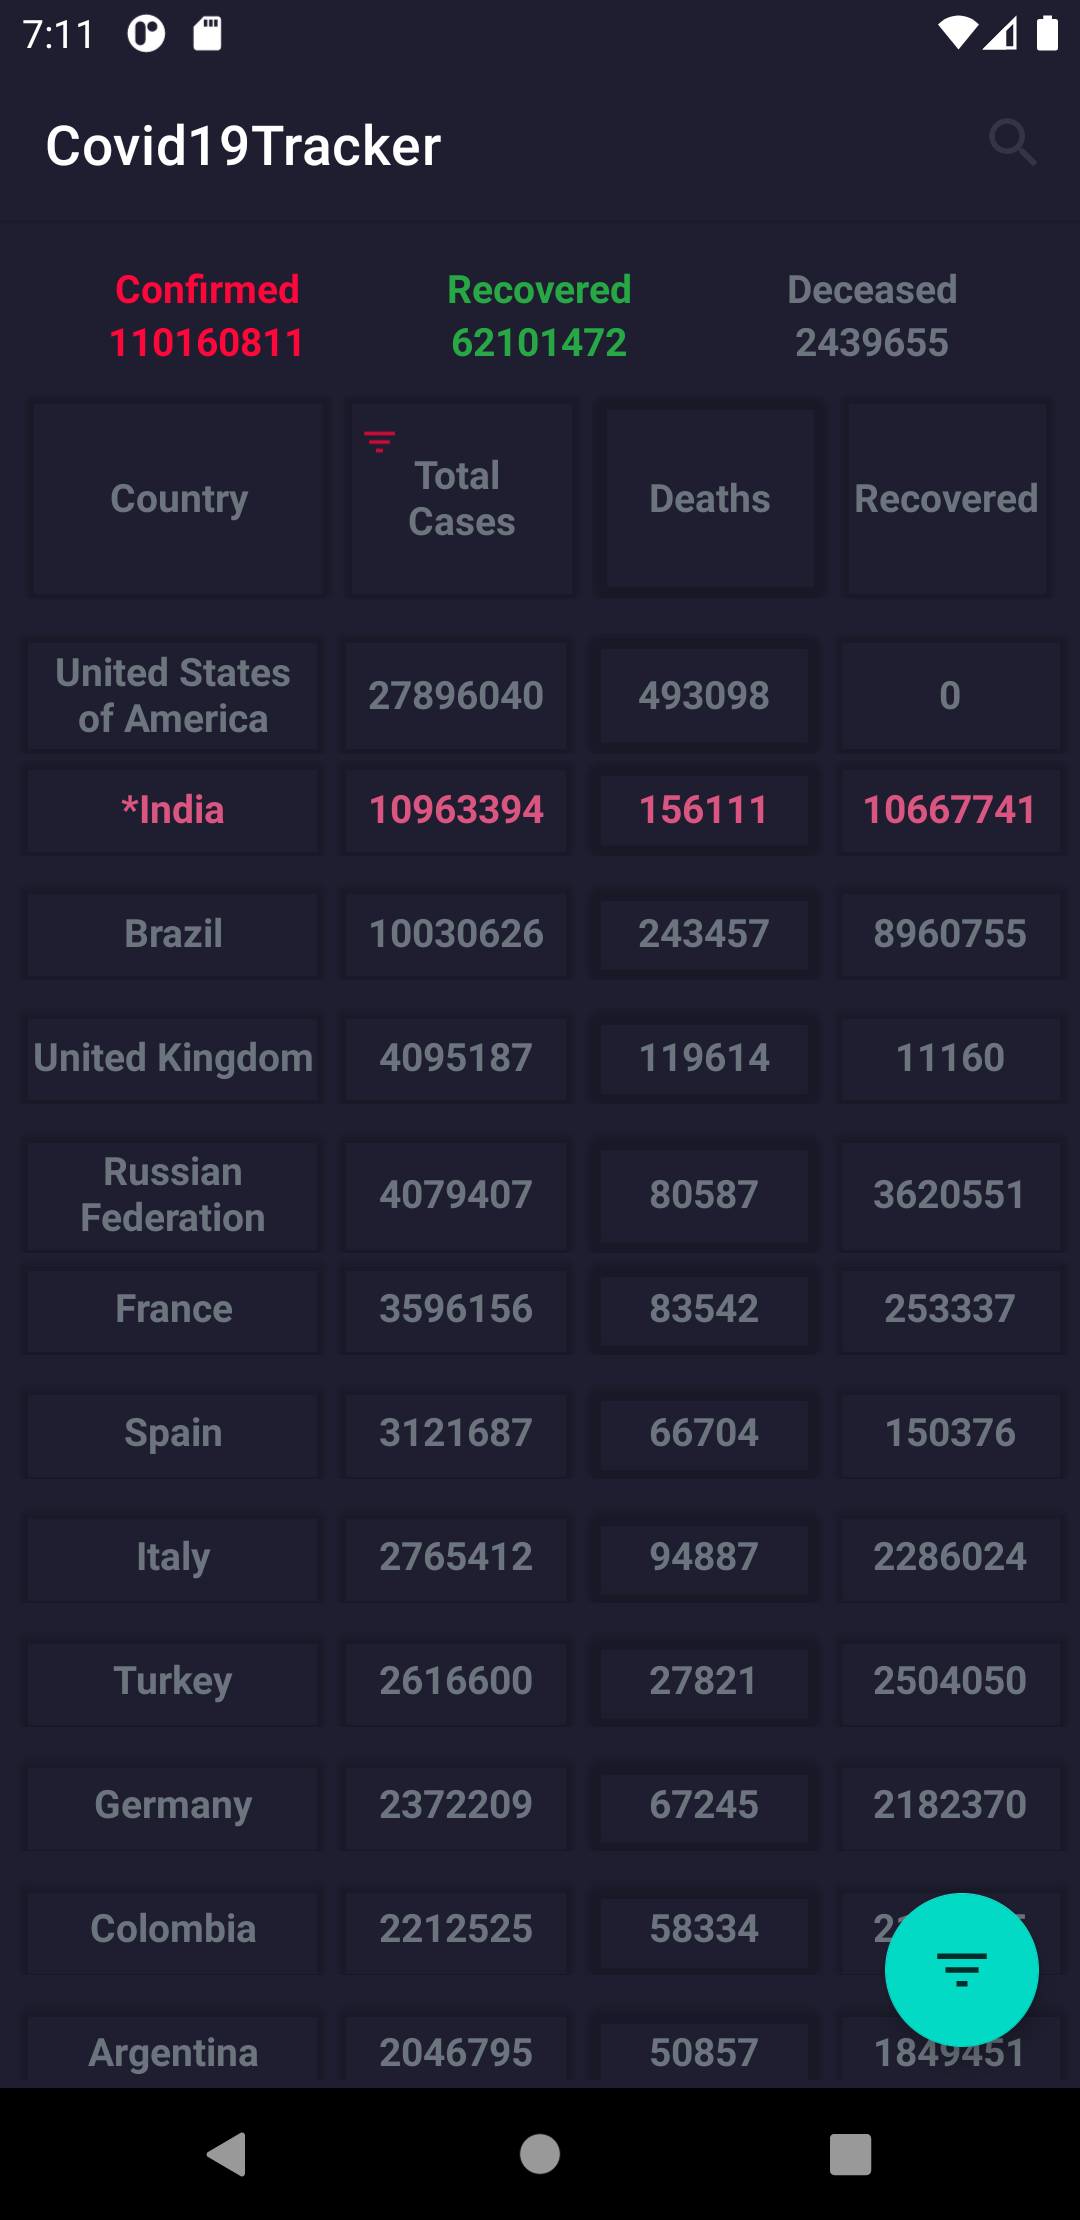 7:11
Covid19Tracker
Confirmed Recovered Deceased
110160811 62101472 2439655
Country Total Cases Deaths Recovered
United States of America 27896040 493098 0
*India 10963394 156111 10667741
Brazil 10030626 243457 8960755
United Kingdom 4095187 119614 11160
Russian Federation 4079407 80587 3620551
France 3596156 83542 253337
Spain 3121687 66704 150376
Italy 2765412 94887 2286024
Turkey 2616600 27821 2504050
Germany 2372209 67245 2182370
Colombia 2212525 58334
Argentina 2046795 50857 1849451